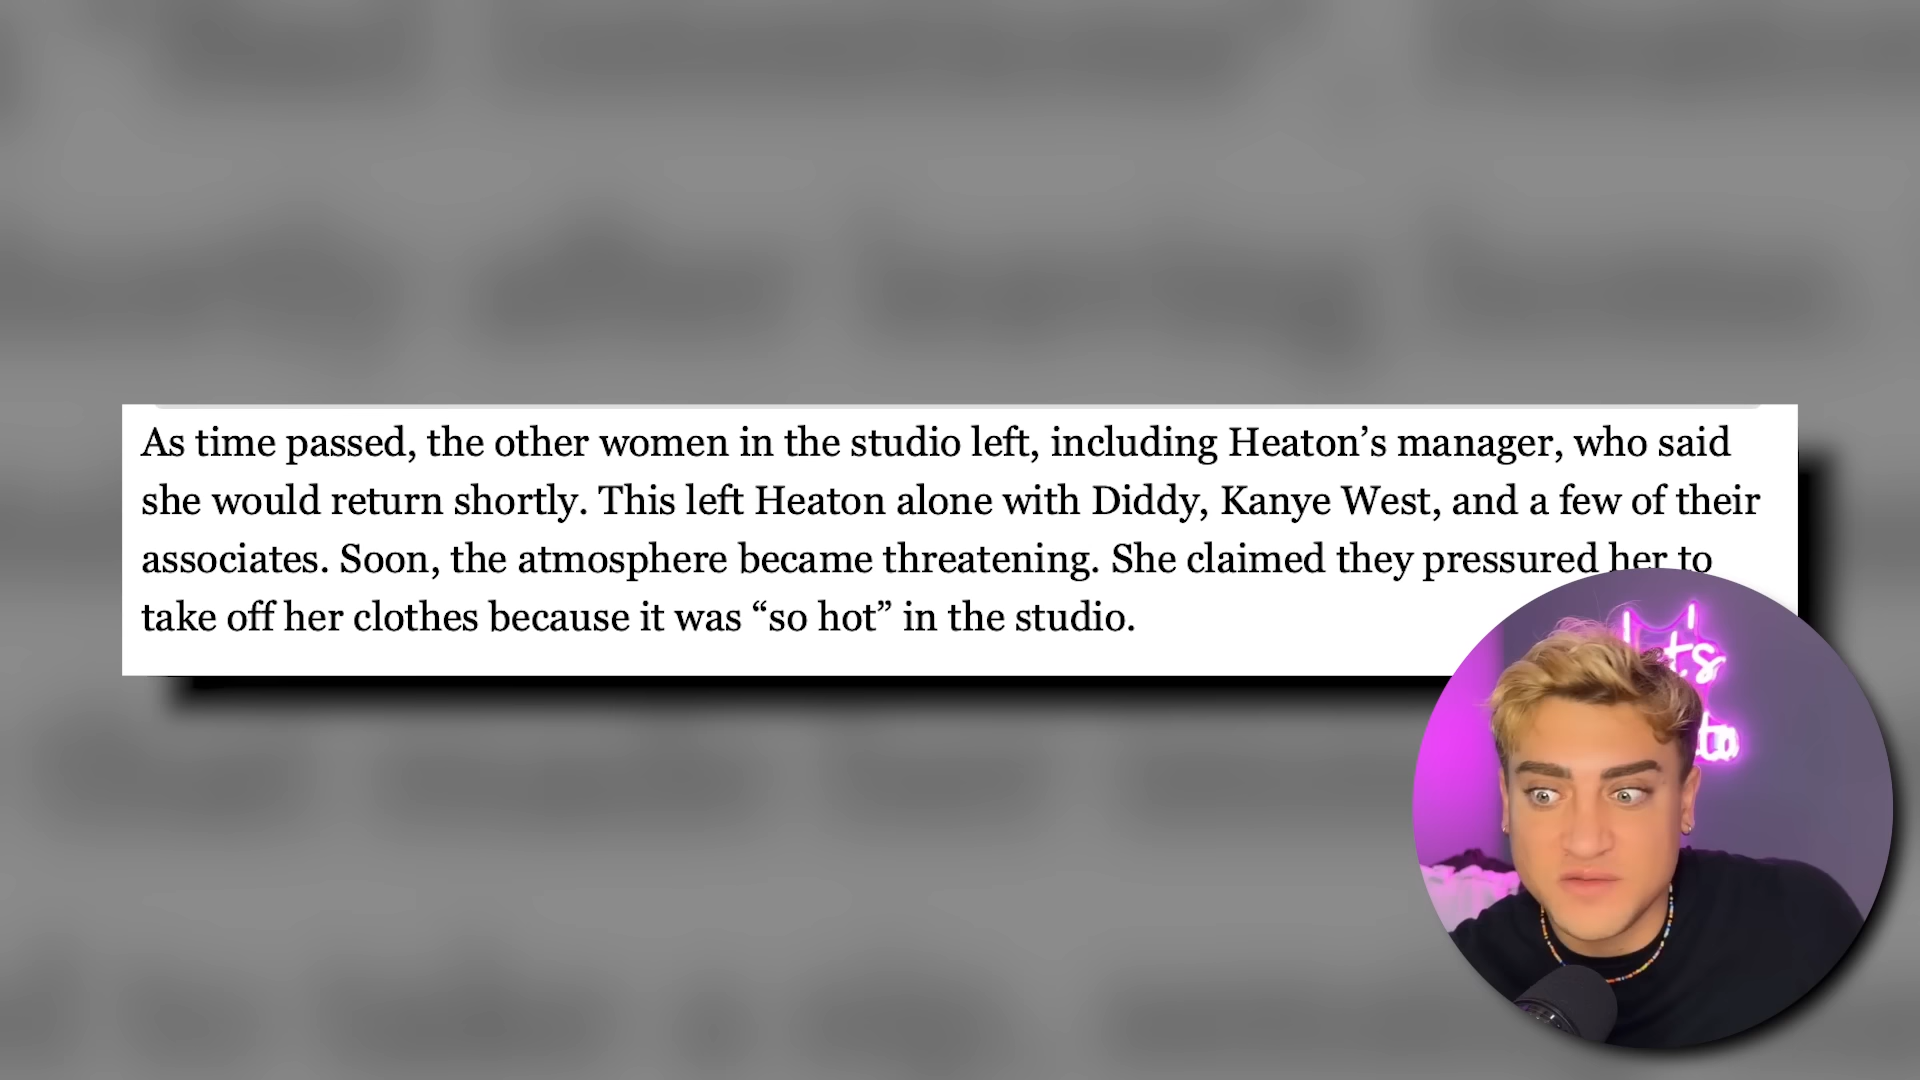 As time passed, the other women in the studio left, including Heaton’s manager, who said
she would return shortly. This left Heaton alone with Diddy, Kanye West, and a few of their
associates. Soon, the atmosphere became threatening. She claimed they pressured her to
take off her clothes because it was “so hot” in the studio.